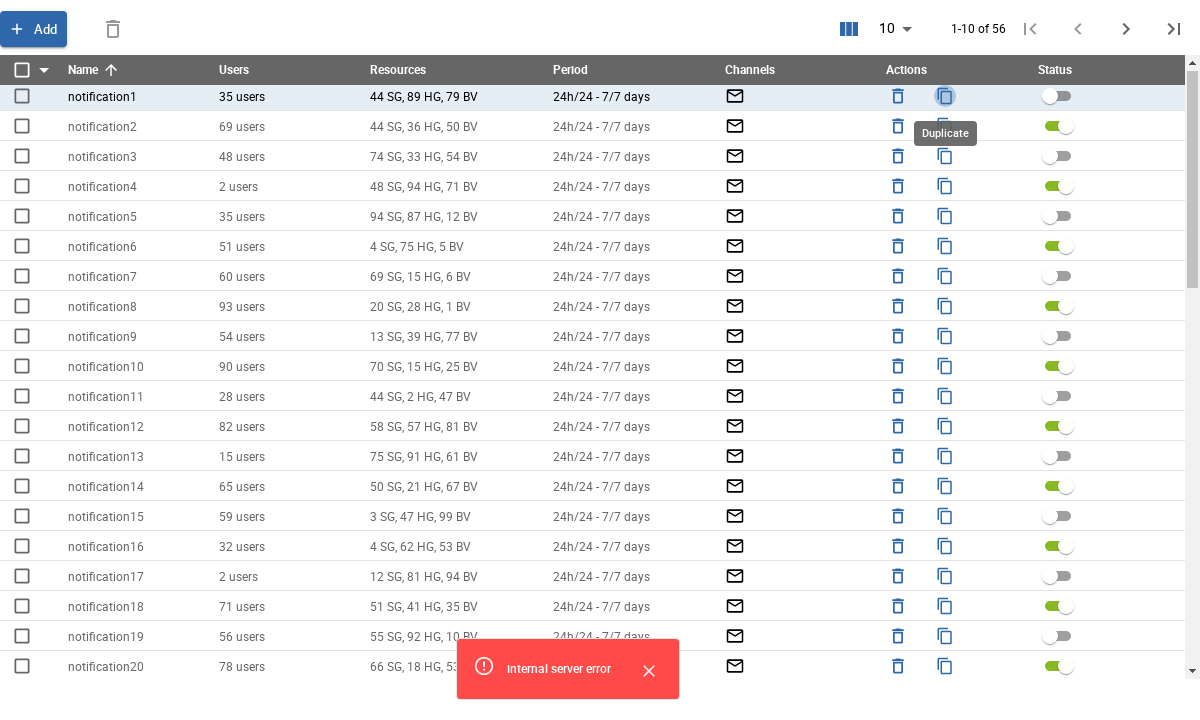 Add 10 1-10 of 56
Name Users Resources Period Channels Actions Status
notification1 35 users 44 SG, 89 HG, 79 BV 24h/24 - 7/7 days
notification2 69 users 44 SG, 36 HG, 50 BV 24h/24 - 7/7 days
Duplicate
notification3 48 users 74 SG, 33 HG, 54 BV 24h/24 - 7/7 days
notification4 2 users 48 SG, 94 HG, 71 BV 24h/24 - 7/7 days
notification5 35 users 94 SG, 87 HG, 12 BV 24h/24 - 7/7 days
notification6 51 users 4 SG, 75 HG, 5 BV 24h/24 - 7/7 days
notification7 60 users 69 SG, 15 HG, 6 BV 24h/24 - 7/7 days
notification8 93 users 20 SG, 28 HG, 1 BV 24h/24 - 7/7 days
notification9 54 users 13 SG, 39 HG, 77 BV 24h/24 - 7/7 days
notification10 90 users 70 SG, 15 HG, 25 BV 24h/24 - 7/7 days
notification11 28 users 44 SG, 2 HG, 47 BV 24h/24 - 7/7 days
notification12 82 users 58 SG, 57 HG, 81 BV 24h/24 - 7/7 days
notification13 15 users 75 SG, 91 HG, 61 BV 24h/24 - 7/7 days
notification14 65 users 50 SG, 21 HG, 67 BV 24h/24 - 7/7 days
notification15 59 users 3 SG, 47 HG, 99 BV 24h/24 - 7/7 days
notification16 32 users 4 SG, 62 HG, 53 BV 24h/24 - 7/7 days
notification17 2 users 12 SG, 81 HG, 94 BV 24h/24 - 7/7 days
notification18 71 users 51 SG, 41 HG, 35 BV 24h/24 - 7/7 days
notification19 56 users 55 SG, 92 HG, 10 BV 24h/24 - 7/7 days
notification20 78 users 66 SG, 18 HG,
Internal server error